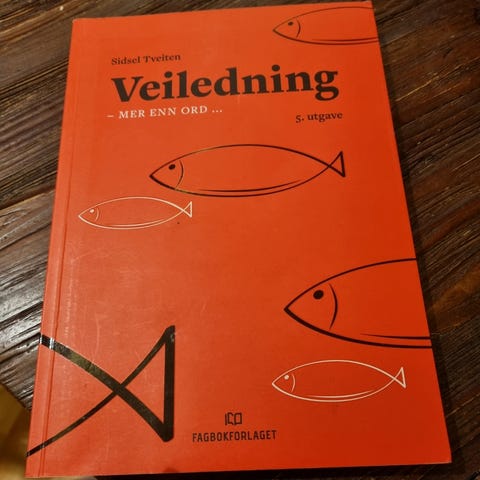 Sidsel Tveiten
Veiledning
– MER ENN ORD ...
5. utgave
FAGBOKFORLAGET